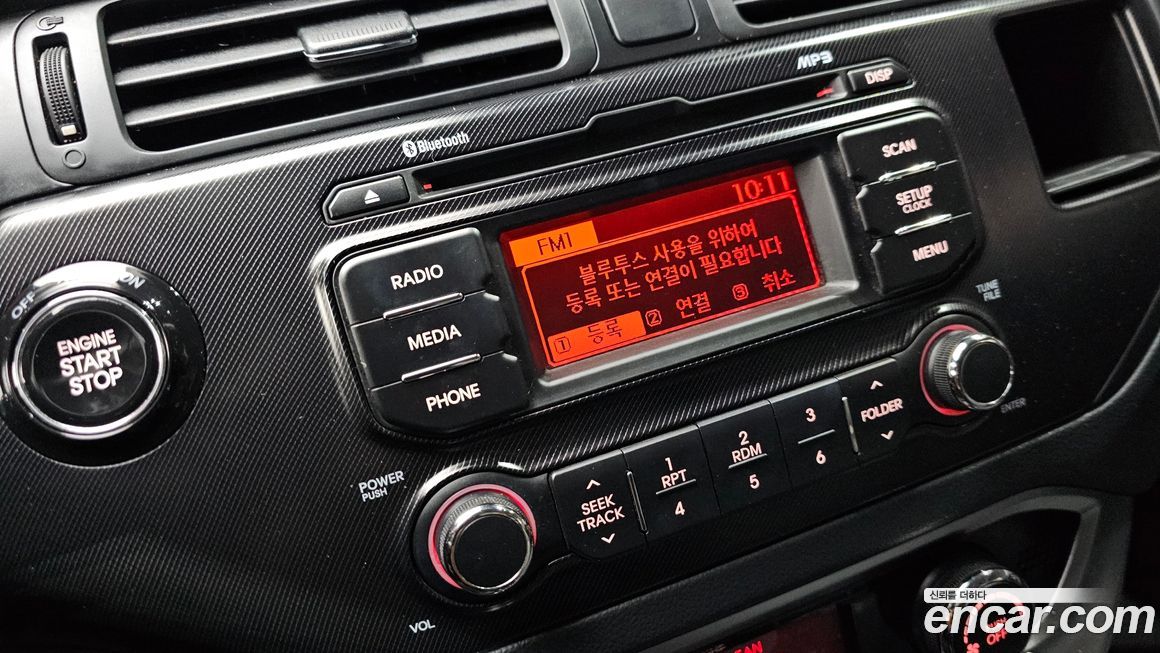 MP3
DISP
Bluetooth
SCAN
10:11
SETUP
CLOCK
FM1
블루투스 사용을 위하여
등록 또는 연결이 필요합니다
1 등록 2 연결 3 취소
MENU
RADIO
MEDIA
PHONE
OFF ON
ENGINE
START
STOP
TUNE
FILE
ENTER
FOLDER
3
6
2
RDM
5
1
RPT
4
SEEK
TRACK
POWER
PUSH
VOL
신뢰를 더하다
encar.com
OFF